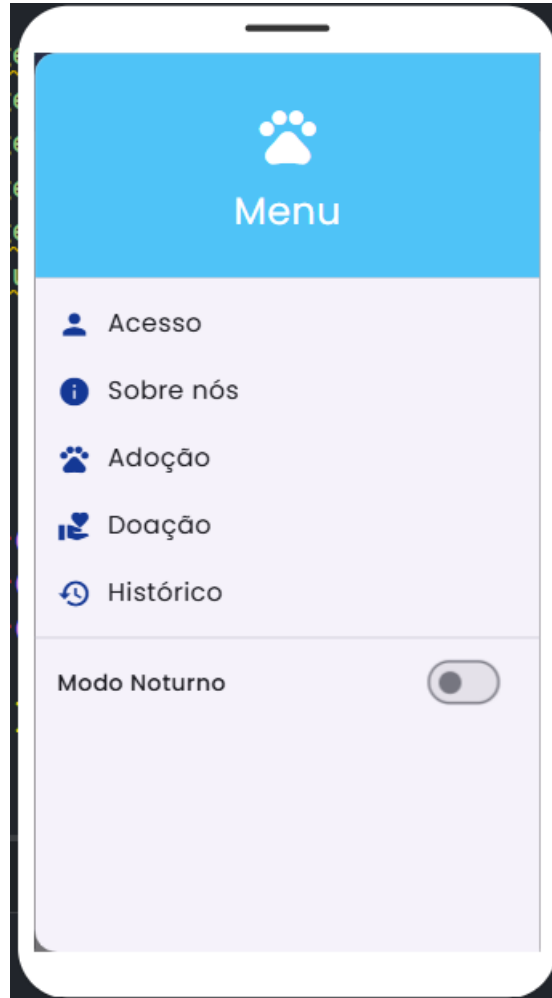 Menu
Acesso
Sobre nós
Adoção
Doação
Histórico
Modo Noturno